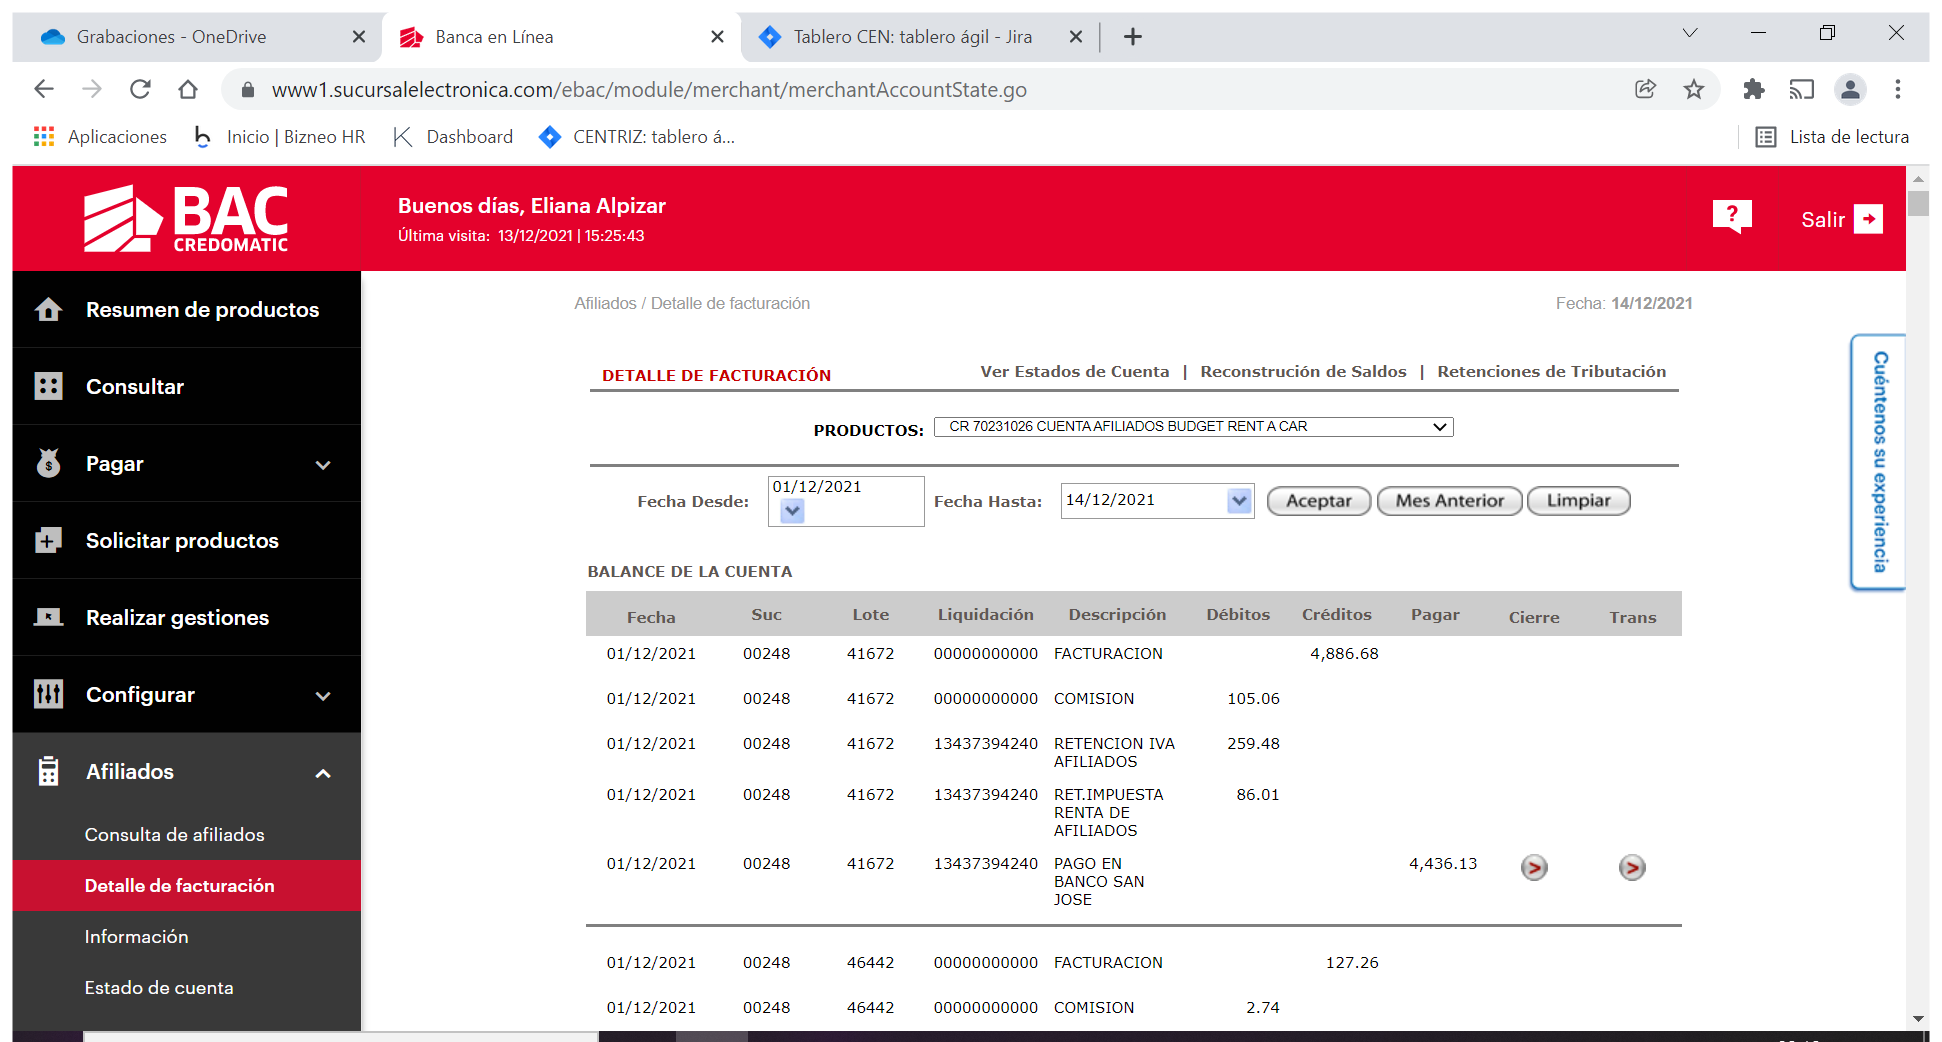 Grabaciones - OneDrive
Banca en Línea
Tablero CEN: tablero ágil - Jira
www1.sucursalelectronica.com/ebac/module/merchant/merchantAccountState.go
Aplicaciones
Inicio | Bizneo HR
Dashboard
CENTRIZ: tablero á...
Lista de lectura
BAC
CREDOMATIC
Buenos días, Eliana Alpizar
Última visita: 13/12/2021 | 15:25:43
?
Salir
Resumen de productos
Consultar
Pagar
Solicitar productos
Realizar gestiones
Configurar
Afiliados
Consulta de afiliados
Detalle de facturación
Información
Estado de cuenta
Afiliados / Detalle de facturación
Fecha: 14/12/2021
DETALLE DE FACTURACIÓN
Ver Estados de Cuenta | Reconstrución de Saldos | Retenciones de Tributación
PRODUCTOS: CR 70231026 CUENTA AFILIADOS BUDGET RENT A CAR
Fecha Desde: 01/12/2021 Fecha Hasta: 14/12/2021 Aceptar Mes Anterior Limpiar
Cuéntenos su experiencia
BALANCE DE LA CUENTA
Fecha Suc Lote Liquidación Descripción Débitos Créditos Pagar Cierre Trans
01/12/2021 00248 41672 00000000000 FACTURACION 4,886.68
01/12/2021 00248 41672 00000000000 COMISION 105.06
01/12/2021 00248 41672 13437394240 RETENCION IVA 259.48
AFILIADOS
01/12/2021 00248 41672 13437394240 RET.IMPUESTA 86.01
RENTA DE
AFILIADOS
01/12/2021 00248 41672 13437394240 PAGO EN 4,436.13
BANCO SAN
JOSE
01/12/2021 00248 46442 00000000000 FACTURACION 127.26
01/12/2021 00248 46442 00000000000 COMISION 2.74